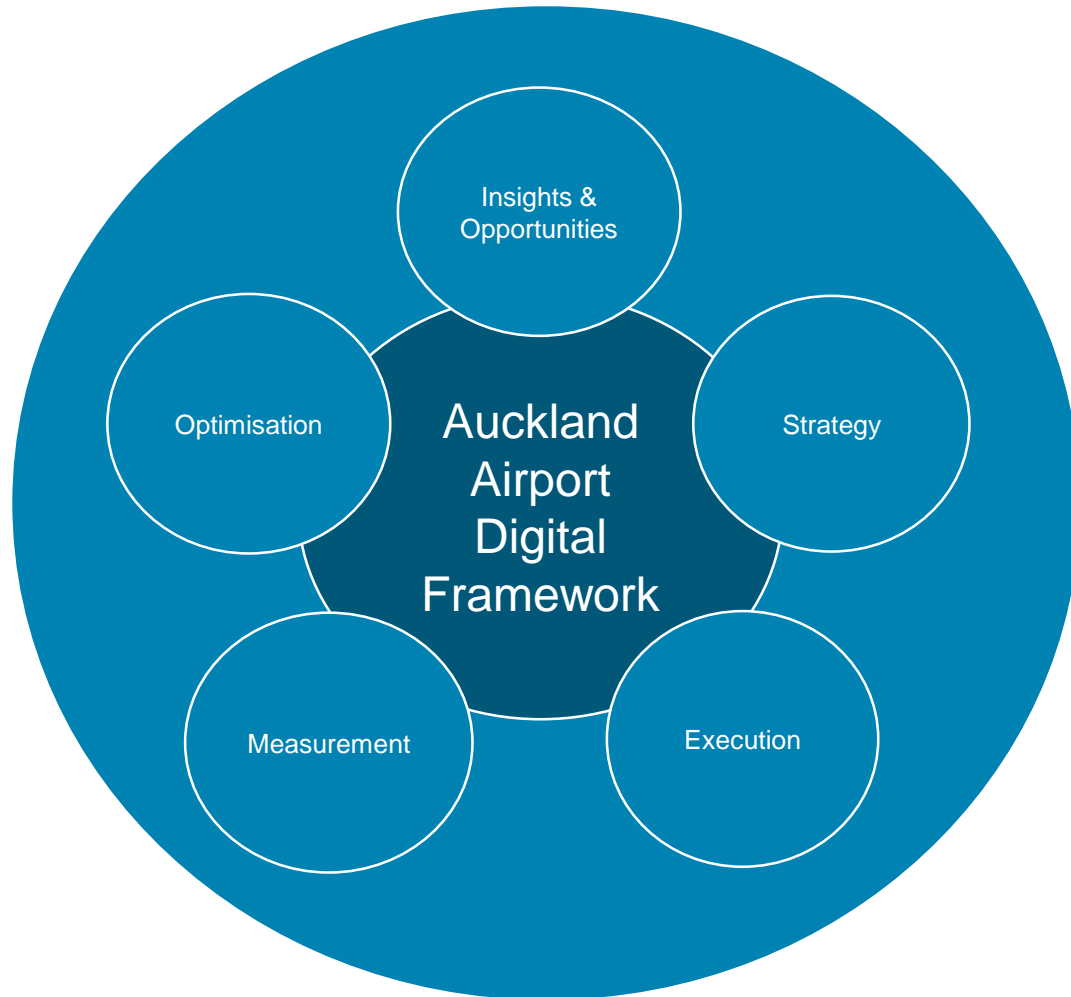 Insights &
Opportunities
Optimisation
Auckland
Airport
Digital
Framework
Strategy
Measurement
Execution